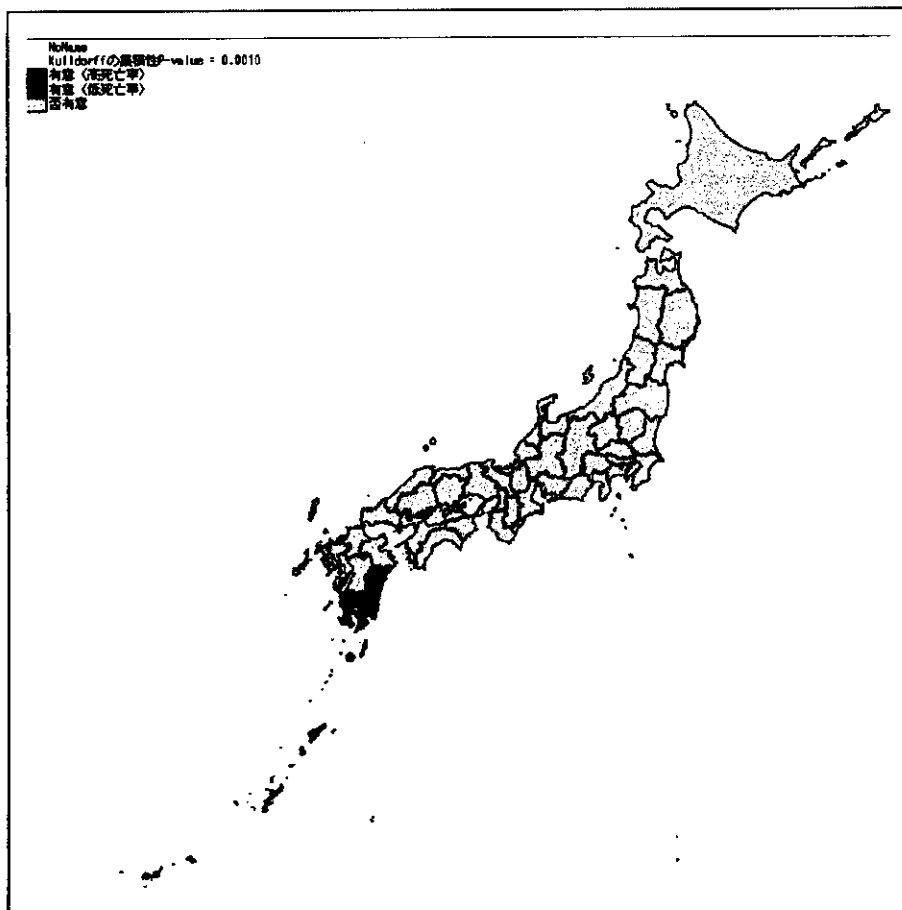 NoName
Kulldorffの集積性P-value = 0.0010
有意（高死亡率）
有意（低死亡率）
否有意